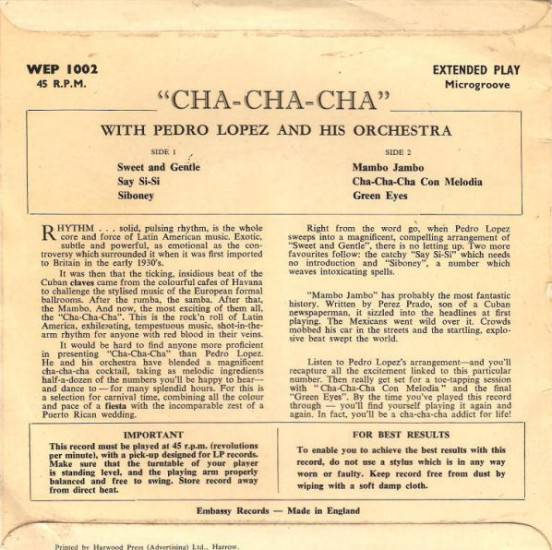 WEP 1002
45 R.P.M.
EXTENDED PLAY
Microgroove
"CHA-CHA-CHA"
WITH PEDRO LOPEZ AND HIS ORCHESTRA
SIDE 1
Sweet and Gentle
Say Si-Si
Siboney
SIDE 2
Mambo Jambo
Cha-Cha-Cha Con Melodia
Green Eyes
RHYTHM . . . solid, pulsing rhythm, is the whole
core and force of Latin American music. Exotic,
subtle and powerful, as emotional as the con-
troversy which surrounded it when it was first imported
to Britain in the early 1930's.
It was then that the ticking, insidious beat of the
Cuban claves came from the colourful cafes of Havana
to challenge the stylised music of the European formal
ballrooms. After the rumba, the samba. After that,
the Mambo. And now, the most exciting of them all,
the "Cha-Cha-Cha". This is the rock'n roll of Latin
America, exhilerating, tempestuous music, shot-in-the-
arm rhythm for anyone with red blood in their veins.
It would be hard to find anyone more proficient
in presenting "Cha-Cha-Cha" than Pedro Lopez.
He and his orchestra have blended a magnificent
cha-cha-cha cocktail, taking as melodic ingredients
half-a-dozen of the numbers you'll be happy to hear—
and dance to — for many splendid hours. For this is
a selection for carnival time, combining all the colour
and pace of a fiesta with the incomparable zest of a
Puerto Rican wedding.
Right from the word go, when Pedro Lopez
sweeps into a magnificent, compelling arrangement of
"Sweet and Gentle", there is no letting up. Two more
favourites follow: the catchy "Say Si-Si" which needs
no introduction and "Siboney", a number which
weaves intoxicating spells.
"Mambo Jambo" has probably the most fantastic
history. Written by Perez Prado, son of a Cuban
newspaperman, it sizzled into the headlines at first
playing. The Mexicans went wild over it. Crowds
mobbed his car in the streets and the startling, explo-
sive beat swept the world.
Listen to Pedro Lopez's arrangement—and you'll
recapture all the excitement linked to this particular
number. Then really get set for a toe-tapping session
with "Cha-Cha-Cha Con Melodia" and the final
"Green Eyes". By the time you've played this record
through — you'll find yourself playing it again and
again. In fact, you'll be a cha-cha-cha addict for life!
IMPORTANT
This record must be played at 45 r.p.m. (revolutions
per minute), with a pick-up designed for LP records.
Make sure that the turntable of your player
is standing level, and the playing arm properly
balanced and free to swing. Store record away
from direct heat.
FOR BEST RESULTS
To enable you to achieve the best results with this
record, do not use a stylus which is in any way
worn or faulty. Keep record free from dust by
wiping with a soft damp cloth.
Embassy Records — Made in England
Printed by Harwood Press (Advertising) Ltd., Harrow.